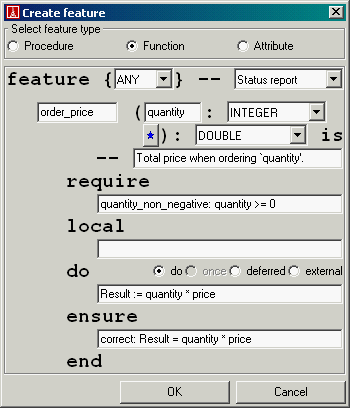 Create feature
Select feature type
Procedure Function Attribute
feature { ANY } -- Status report
order_price ( quantity : INTEGER
): DOUBLE is
-- Total price when ordering `quantity'.
require
quantity_non_negative: quantity >= 0
local
do do once deferred external
Result := quantity * price
ensure
correct: Result = quantity * price
end
OK Cancel